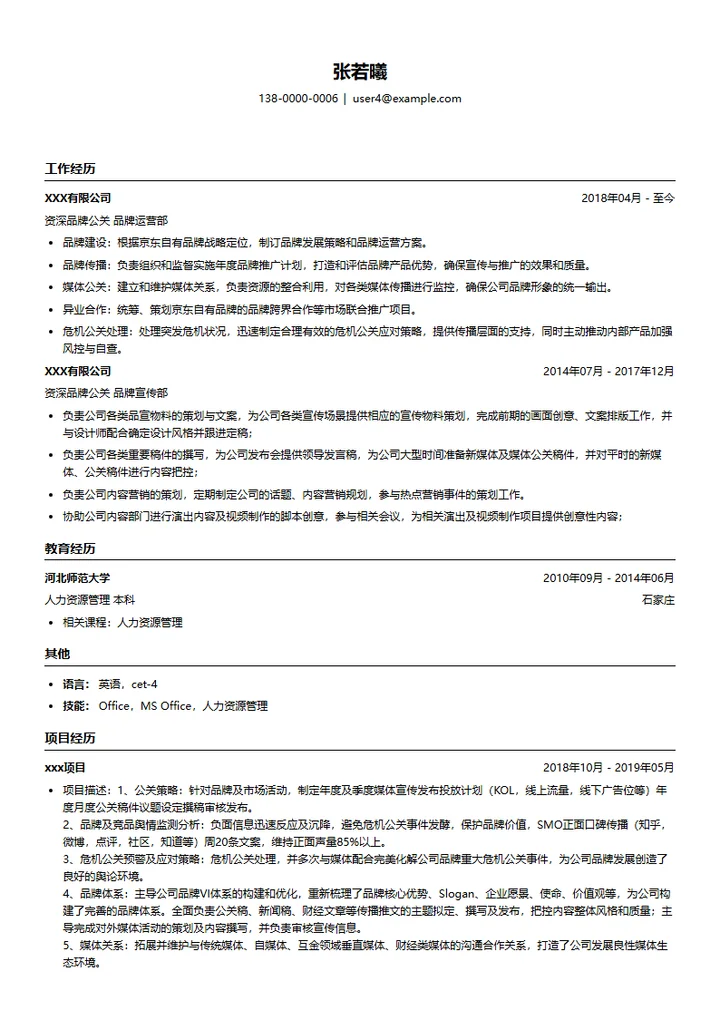 张若曦
138-0000-0006 | user4@example.com
工作经历
XXX有限公司 2018年04月 - 至今
资深品牌公关 品牌运营部
• 品牌建设：根据京东自有品牌战略定位，制订品牌发展策略和品牌运营方案。
• 品牌传播：负责组织和监督实施年度品牌推广计划，打造和评估品牌产品优势，确保宣传与推广的效果和质量。
• 媒体公关：建立和维护媒体关系，负责资源的整合利用，对各类媒体传播进行监控，确保公司品牌形象的统一输出。
• 异业合作：统筹、策划京东自有品牌的品牌跨界合作等市场联合推广项目。
• 危机公关处理：处理突发危机状况，迅速制定合理有效的危机公关应对策略，提供传播层面的支持，同时主动推动内部产品加强
风控与自查。
XXX有限公司 2014年07月 - 2017年12月
资深品牌公关 品牌宣传部
• 负责公司各类品宣物料的策划与文案，为公司各类宣传场景提供相应的宣传物料策划，完成前期的画面创意、文案排版工作，并
与设计师配合确定设计风格并跟进定稿；
• 负责公司各类重要稿件的撰写，为公司发布会提供领导发言稿，为公司大型时间准备新媒体及媒体公关稿件，并对平时的新媒
体、公关稿件进行内容把控；
• 负责公司内容营销的策划，定期制定公司的话题、内容营销规划，参与热点营销事件的策划工作。
• 协助公司内容部门进行演出内容及视频制作的脚本创意，参与相关会议，为相关演出及视频制作项目提供创意性内容；
教育经历
河北师范大学 2010年09月 - 2014年06月
人力资源管理 本科 石家庄
• 相关课程：人力资源管理
其他
• 语言： 英语，cet-4
• 技能： Office，MS Office，人力资源管理
项目经历
xxx项目 2018年10月 - 2019年05月
• 项目描述：1、公关策略：针对品牌及市场活动，制定年度及季度媒体宣传发布投放计划（KOL，线上流量，线下广告位等）年
度月度公关稿件议题设定撰稿审核发布。
2、品牌及竞品舆情监测分析：负面信息迅速反应及沉降，避免危机公关事件发酵，保护品牌价值，SMO正面口碑传播（知乎，
微博，点评，社区，知道等）周20条文案，维持正面声量85%以上。
3、危机公关预警及应对策略：危机公关处理，并多次与媒体配合完美化解公司品牌重大危机公关事件，为公司品牌发展创造了
良好的舆论环境。
4、品牌体系：主导公司品牌VI体系的构建和优化，重新梳理了品牌核心优势、Slogan、企业愿景、使命、价值观等，为公司构
建了完善的品牌体系。全面负责公关稿、新闻稿、财经文章等传播推文的主题拟定、撰写及发布，把控内容整体风格和质量；主
导完成对外媒体活动的策划及内容撰写，并负责审核宣传信息。
5、媒体关系：拓展并维护与传统媒体、自媒体、互金领域垂直媒体、财经类媒体的沟通合作关系，打造了公司发展良性媒体生
态环境。